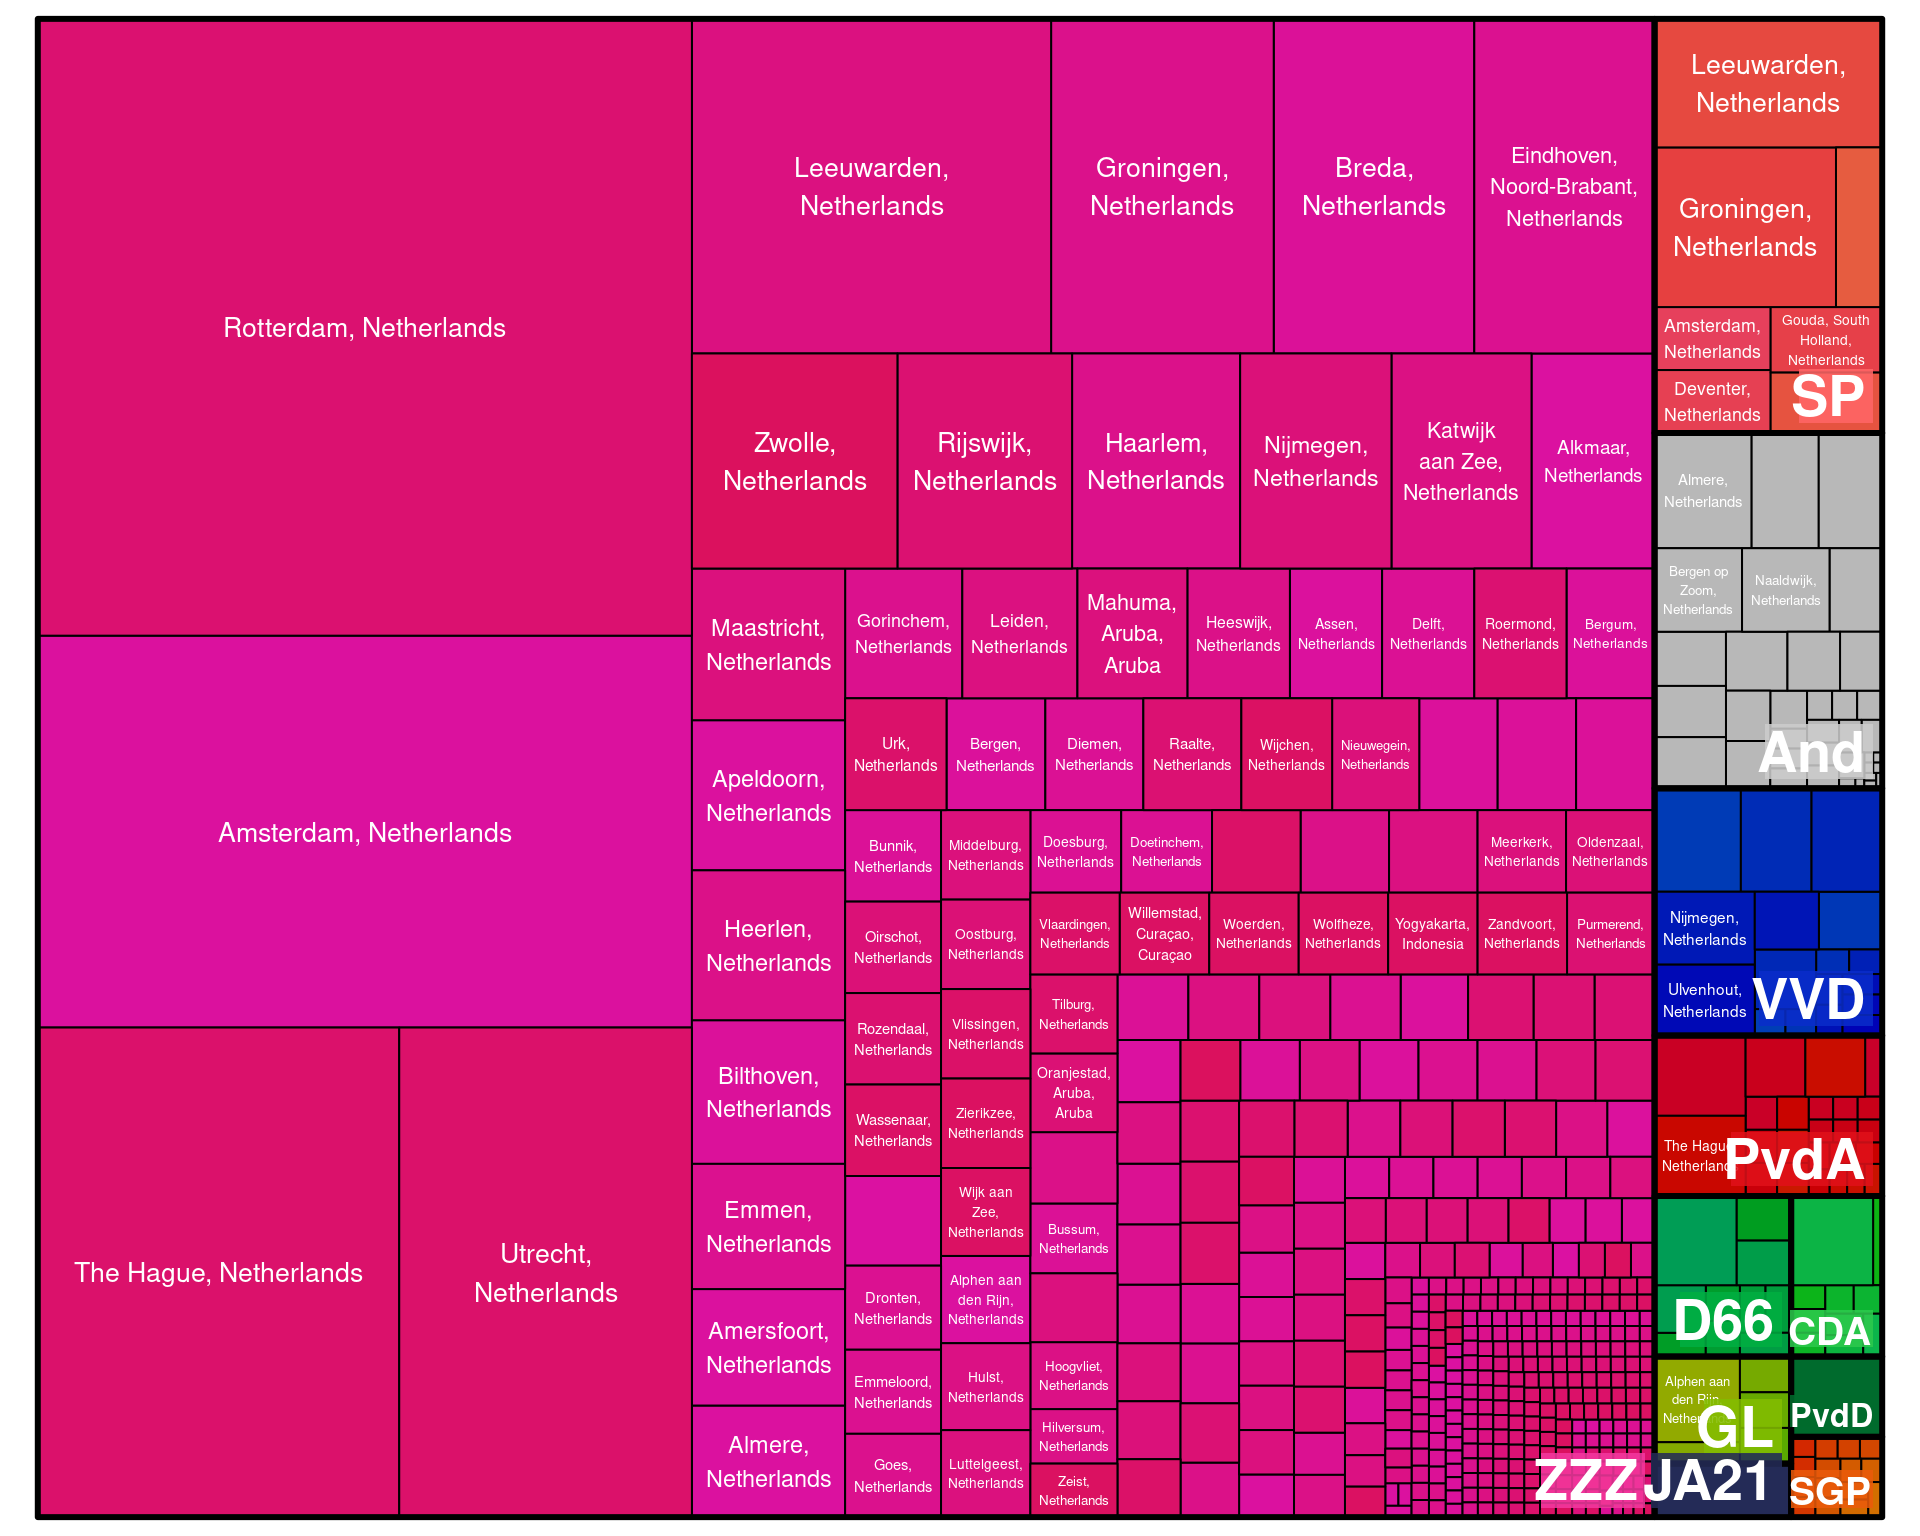 Rotterdam, Netherlands
Amsterdam, Netherlands
The Hague, Netherlands
Utrecht,
Netherlands
Leeuwarden,
Netherlands
Groningen,
Netherlands
Breda,
Netherlands
Eindhoven,
Noord-Brabant,
Netherlands
Zwolle,
Netherlands
Rijswijk,
Netherlands
Haarlem,
Netherlands
Nijmegen,
Netherlands
Katwijk
aan Zee,
Netherlands
Alkmaar,
Netherlands
Maastricht,
Netherlands
Apeldoorn,
Netherlands
Heerlen,
Netherlands
Bilthoven,
Netherlands
Emmen,
Netherlands
Amersfoort,
Netherlands
Almere,
Netherlands
Gorinchem,
Netherlands
Leiden,
Netherlands
Mahuma,
Aruba,
Aruba
Heeswijk,
Netherlands
Assen,
Netherlands
Delft,
Netherlands
Roermond,
Netherlands
Bergum,
Netherlands
Urk,
Netherlands
Bergen,
Netherlands
Diemen,
Netherlands
Raalte,
Netherlands
Wijchen,
Netherlands
Nieuwegein,
Netherlands
Bunnik,
Netherlands
Oirschot,
Netherlands
Rozendaal,
Netherlands
Wassenaar,
Netherlands
Dronten,
Netherlands
Emmeloord,
Netherlands
Goes,
Netherlands
Middelburg,
Netherlands
Oostburg,
Netherlands
Vlissingen,
Netherlands
Zierikzee,
Netherlands
Wijk aan
Zee,
Netherlands
Alphen aan
den Rijn,
Netherlands
Hulst,
Netherlands
Luttelgeest,
Netherlands
Doesburg,
Netherlands
Doetinchem,
Netherlands
Meerkerk,
Netherlands
Oldenzaal,
Netherlands
Vlaardingen,
Netherlands
Willemstad,
Curaçao,
Curaçao
Woerden,
Netherlands
Wolfheze,
Netherlands
Yogyakarta,
Indonesia
Zandvoort,
Netherlands
Purmerend,
Netherlands
Tilburg,
Netherlands
Oranjestad,
Aruba,
Aruba
Bussum,
Netherlands
Hoogvliet,
Netherlands
Hilversum,
Netherlands
Zeist,
Netherlands
ZZZ
Leeuwarden,
Netherlands
Groningen,
Netherlands
Amsterdam,
Netherlands
Gouda, South
Holland,
Netherlands
Deventer,
Netherlands
SP
Almere,
Netherlands
Bergen op
Zoom,
Netherlands
Naaldwijk,
Netherlands
And
Nijmegen,
Netherlands
Ulvenhout,
Netherlands
VVD
The Hague,
Netherlands
PvdA
D66
CDA
Alphen aan
den Rijn,
Netherlands
GL
PvdD
JA21
SGP